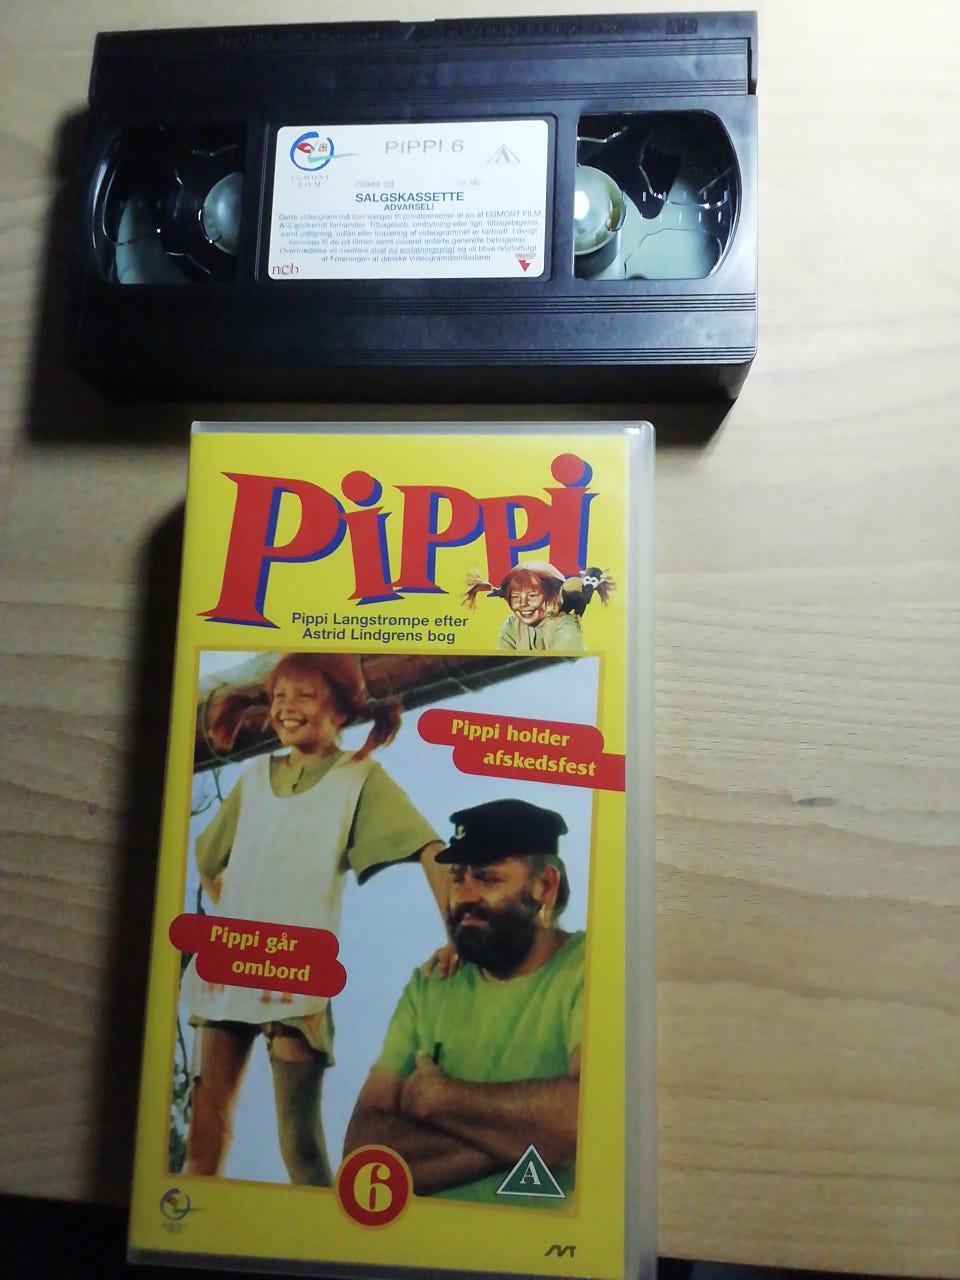 PIPPI 6
A
EGMONT
FILM
SALGSKASSETTE
ADVARSEL!
Dette videogram må kun sælges til privatpersoner af en af EGMONT FILM
A/S godkendt forhandler. Tilbagekøb, ombytning eller lign. tilbagetagelse,
samt udlejning, udlån eller kopiering af videogrammet er forbudt. I øvrigt
henvises til de på filmen samt coveret anførte generelle betingelser.
Overtrædelse vil medføre straf og erstatningspligt og vil blive retsforfulgt
af Foreningen af danske Videogramdistributører.
ncb
Pippi
Pippi Langstrømpe efter
Astrid Lindgrens bog
Pippi holder
afskedsfest
Pippi går
ombord
6
A
SVT